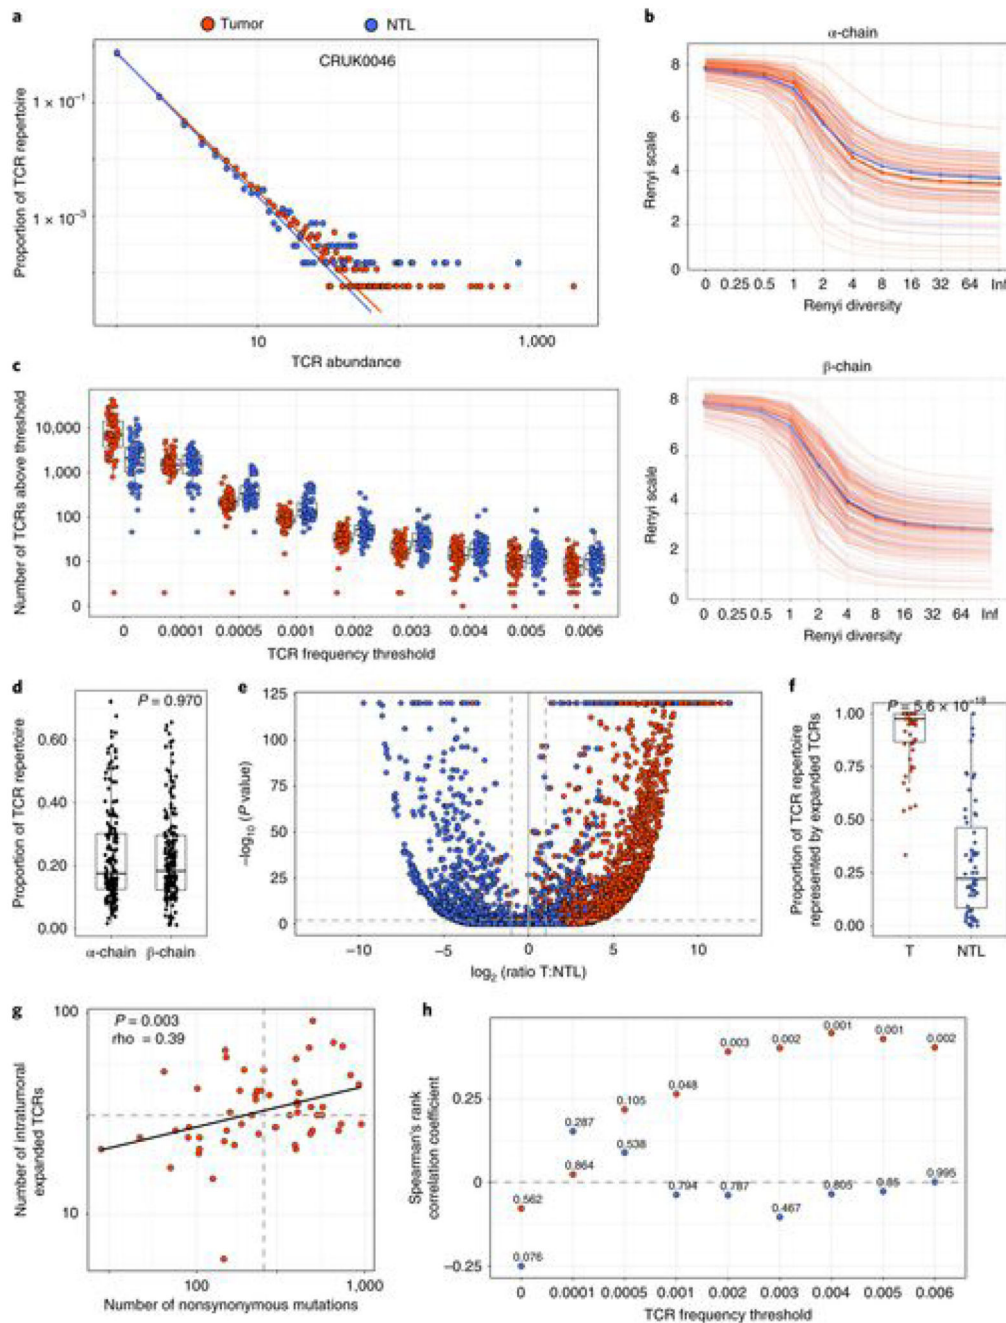 a
Tumor
NTL
CRUK0046
Proportion of TCR repertoire
1 × 10⁻¹
1 × 10⁻³
10
1,000
TCR abundance
b
α-chain
Renyi scale
8
6
4
2
0
0 0.25 0.5 1 2 4 8 16 32 64 Inf
Renyi diversity
c
Number of TCRs above threshold
10,000
1,000
100
10
0
0 0.0001 0.0005 0.001 0.002 0.003 0.004 0.005 0.006
TCR frequency threshold
β-chain
Renyi scale
8
6
4
2
0
0 0.25 0.5 1 2 4 8 16 32 64 Inf
Renyi diversity
d
P = 0.970
Proportion of TCR repertoire
0.60
0.40
0.20
0.00
α-chain β-chain
e
−log₁₀ (P value)
125
100
75
50
25
0
−10 −5 0 5 10
log₂ (ratio T:NTL)
f
P = 5.6 × 10⁻¹⁸
Proportion of TCR repertoire
represented by expanded TCRs
1.00
0.75
0.50
0.25
0.00
T NTL
g
P = 0.003
rho = 0.39
Number of intratumoral
expanded TCRs
100
10
100 1,000
Number of nonsynonymous mutations
h
Spearman's rank
correlation coefficient
0.25
0
−0.25
0.562
0.076
0.287
0.864
0.105
0.538
0.048
0.794
0.003
0.787
0.002
0.467
0.001
0.805
0.001
0.85
0.002
0.995
0 0.0001 0.0005 0.001 0.002 0.003 0.004 0.005 0.006
TCR frequency threshold